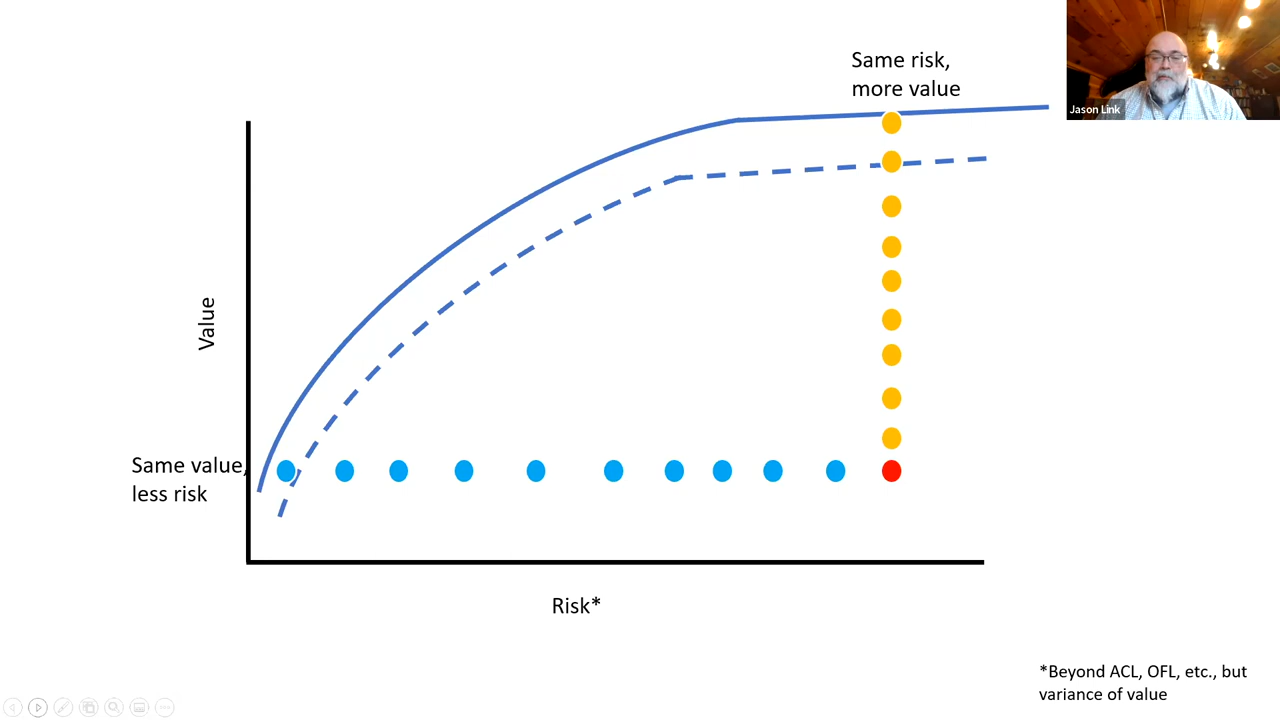 Same risk,
more value
Jason Link
Value
Same value,
less risk
Risk*
*Beyond ACL, OFL, etc., but
variance of value